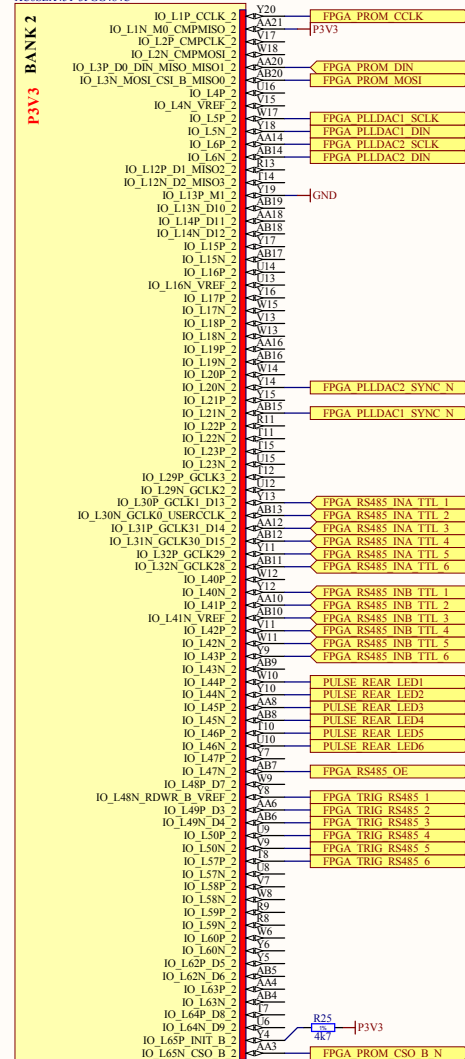 P3V3 BANK 2
IO_L1P_CCLK_2 Y20 FPGA_PROM_CCLK
IO_L1N_M0_CMPMISO_2 AA21 P3V3
IO_L2P_CMPCLK_2 V17
IO_L2N_CMPMOSI_2 W18
IO_L3P_D0_DIN_MISO_MISO1_2 AA20 FPGA_PROM_DIN
IO_L3N_MOSI_CSI_B_MISO0_2 AB20 FPGA_PROM_MOSI
IO_L4P_2 U16
IO_L4N_VREF_2 V15
IO_L5P_2 W17 FPGA_PLLDAC1_SCLK
IO_L5N_2 Y18 FPGA_PLLDAC1_DIN
IO_L6P_2 AA14 FPGA_PLLDAC2_SCLK
IO_L6N_2 AB14 FPGA_PLLDAC2_DIN
IO_L12P_D1_MISO2_2 R13
IO_L12N_D2_MISO3_2 T14
IO_L13P_M1_2 Y19 GND
IO_L13N_D10_2 AB19
IO_L14P_D11_2 AA18
IO_L14N_D12_2 AB18
IO_L15P_2 Y17
IO_L15N_2 AB17
IO_L16P_2 U14
IO_L16N_VREF_2 U13
IO_L17P_2 Y16
IO_L17N_2 W15
IO_L18P_2 V13
IO_L18N_2 W13
IO_L19P_2 AA16
IO_L19N_2 AB16
IO_L20P_2 W14
IO_L20N_2 Y14 FPGA_PLLDAC2_SYNC_N
IO_L21P_2 Y15
IO_L21N_2 AB15 FPGA_PLLDAC1_SYNC_N
IO_L22P_2 R11
IO_L22N_2 T11
IO_L23P_2 T15
IO_L23N_2 U15
IO_L29P_GCLK3_2 T12
IO_L29N_GCLK2_2 U12
IO_L30P_GCLK1_D13_2 Y13 FPGA_RS485_INA_TTL_1
IO_L30N_GCLK0_USERCCLK_2 AB13 FPGA_RS485_INA_TTL_2
IO_L31P_GCLK31_D14_2 AA12 FPGA_RS485_INA_TTL_3
IO_L31N_GCLK30_D15_2 AB12 FPGA_RS485_INA_TTL_4
IO_L32P_GCLK29_2 Y11 FPGA_RS485_INA_TTL_5
IO_L32N_GCLK28_2 AB11 FPGA_RS485_INA_TTL_6
IO_L40P_2 W12
IO_L40N_2 Y12 FPGA_RS485_INB_TTL_1
IO_L41P_2 AA10 FPGA_RS485_INB_TTL_2
IO_L41N_VREF_2 AB10 FPGA_RS485_INB_TTL_3
IO_L42P_2 V11 FPGA_RS485_INB_TTL_4
IO_L42N_2 W11 FPGA_RS485_INB_TTL_5
IO_L43P_2 Y9 FPGA_RS485_INB_TTL_6
IO_L43N_2 AB9
IO_L44P_2 W10 PULSE_REAR_LED1
IO_L44N_2 Y10 PULSE_REAR_LED2
IO_L45P_2 AA8 PULSE_REAR_LED3
IO_L45N_2 AB8 PULSE_REAR_LED4
IO_L46P_2 T10 PULSE_REAR_LED5
IO_L46N_2 U10 PULSE_REAR_LED6
IO_L47P_2 Y7
IO_L47N_2 AB7 FPGA_RS485_OE
IO_L48P_D7_2 W9
IO_L48N_RDWR_B_VREF_2 Y8 FPGA_TRIG_RS485_1
IO_L49P_D3_2 AA6 FPGA_TRIG_RS485_2
IO_L49N_D4_2 AB6 FPGA_TRIG_RS485_3
IO_L50P_2 U9 FPGA_TRIG_RS485_4
IO_L50N_2 V9 FPGA_TRIG_RS485_5
IO_L57P_2 T8 FPGA_TRIG_RS485_6
IO_L57N_2 U8
IO_L58P_2 V7
IO_L58N_2 W8
IO_L59P_2 R9
IO_L59N_2 R8
IO_L60P_2 W6
IO_L60N_2 Y6
IO_L62P_D5_2 Y5
IO_L62N_D6_2 AB5
IO_L63P_2 AA4
IO_L63N_2 AB4
IO_L64P_D8_2 T7
IO_L64N_D9_2 U6 R25
IO_L65P_INIT_B_2 Y4 1% P3V3
4k7
IO_L65N_CSO_B_2 AA3 FPGA_PROM_CSO_B_N